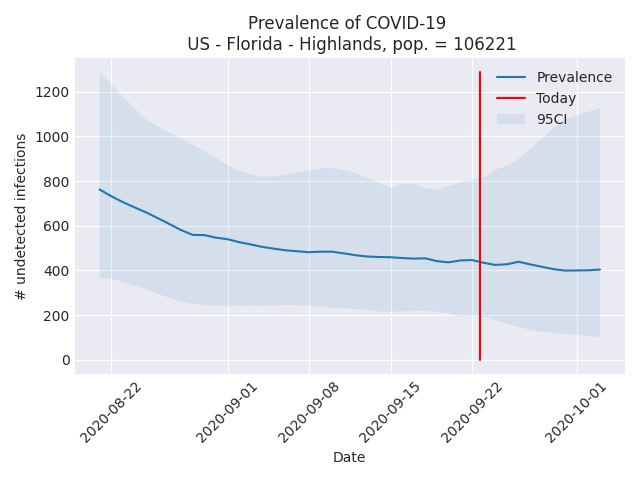 Prevalence of COVID-19
US - Florida - Highlands, pop. = 106221
Prevalence
Today
95CI
# undetected infections
1200
1000
800
600
400
200
0
2020-08-22
2020-09-01
2020-09-08
2020-09-15
2020-09-22
2020-10-01
Date